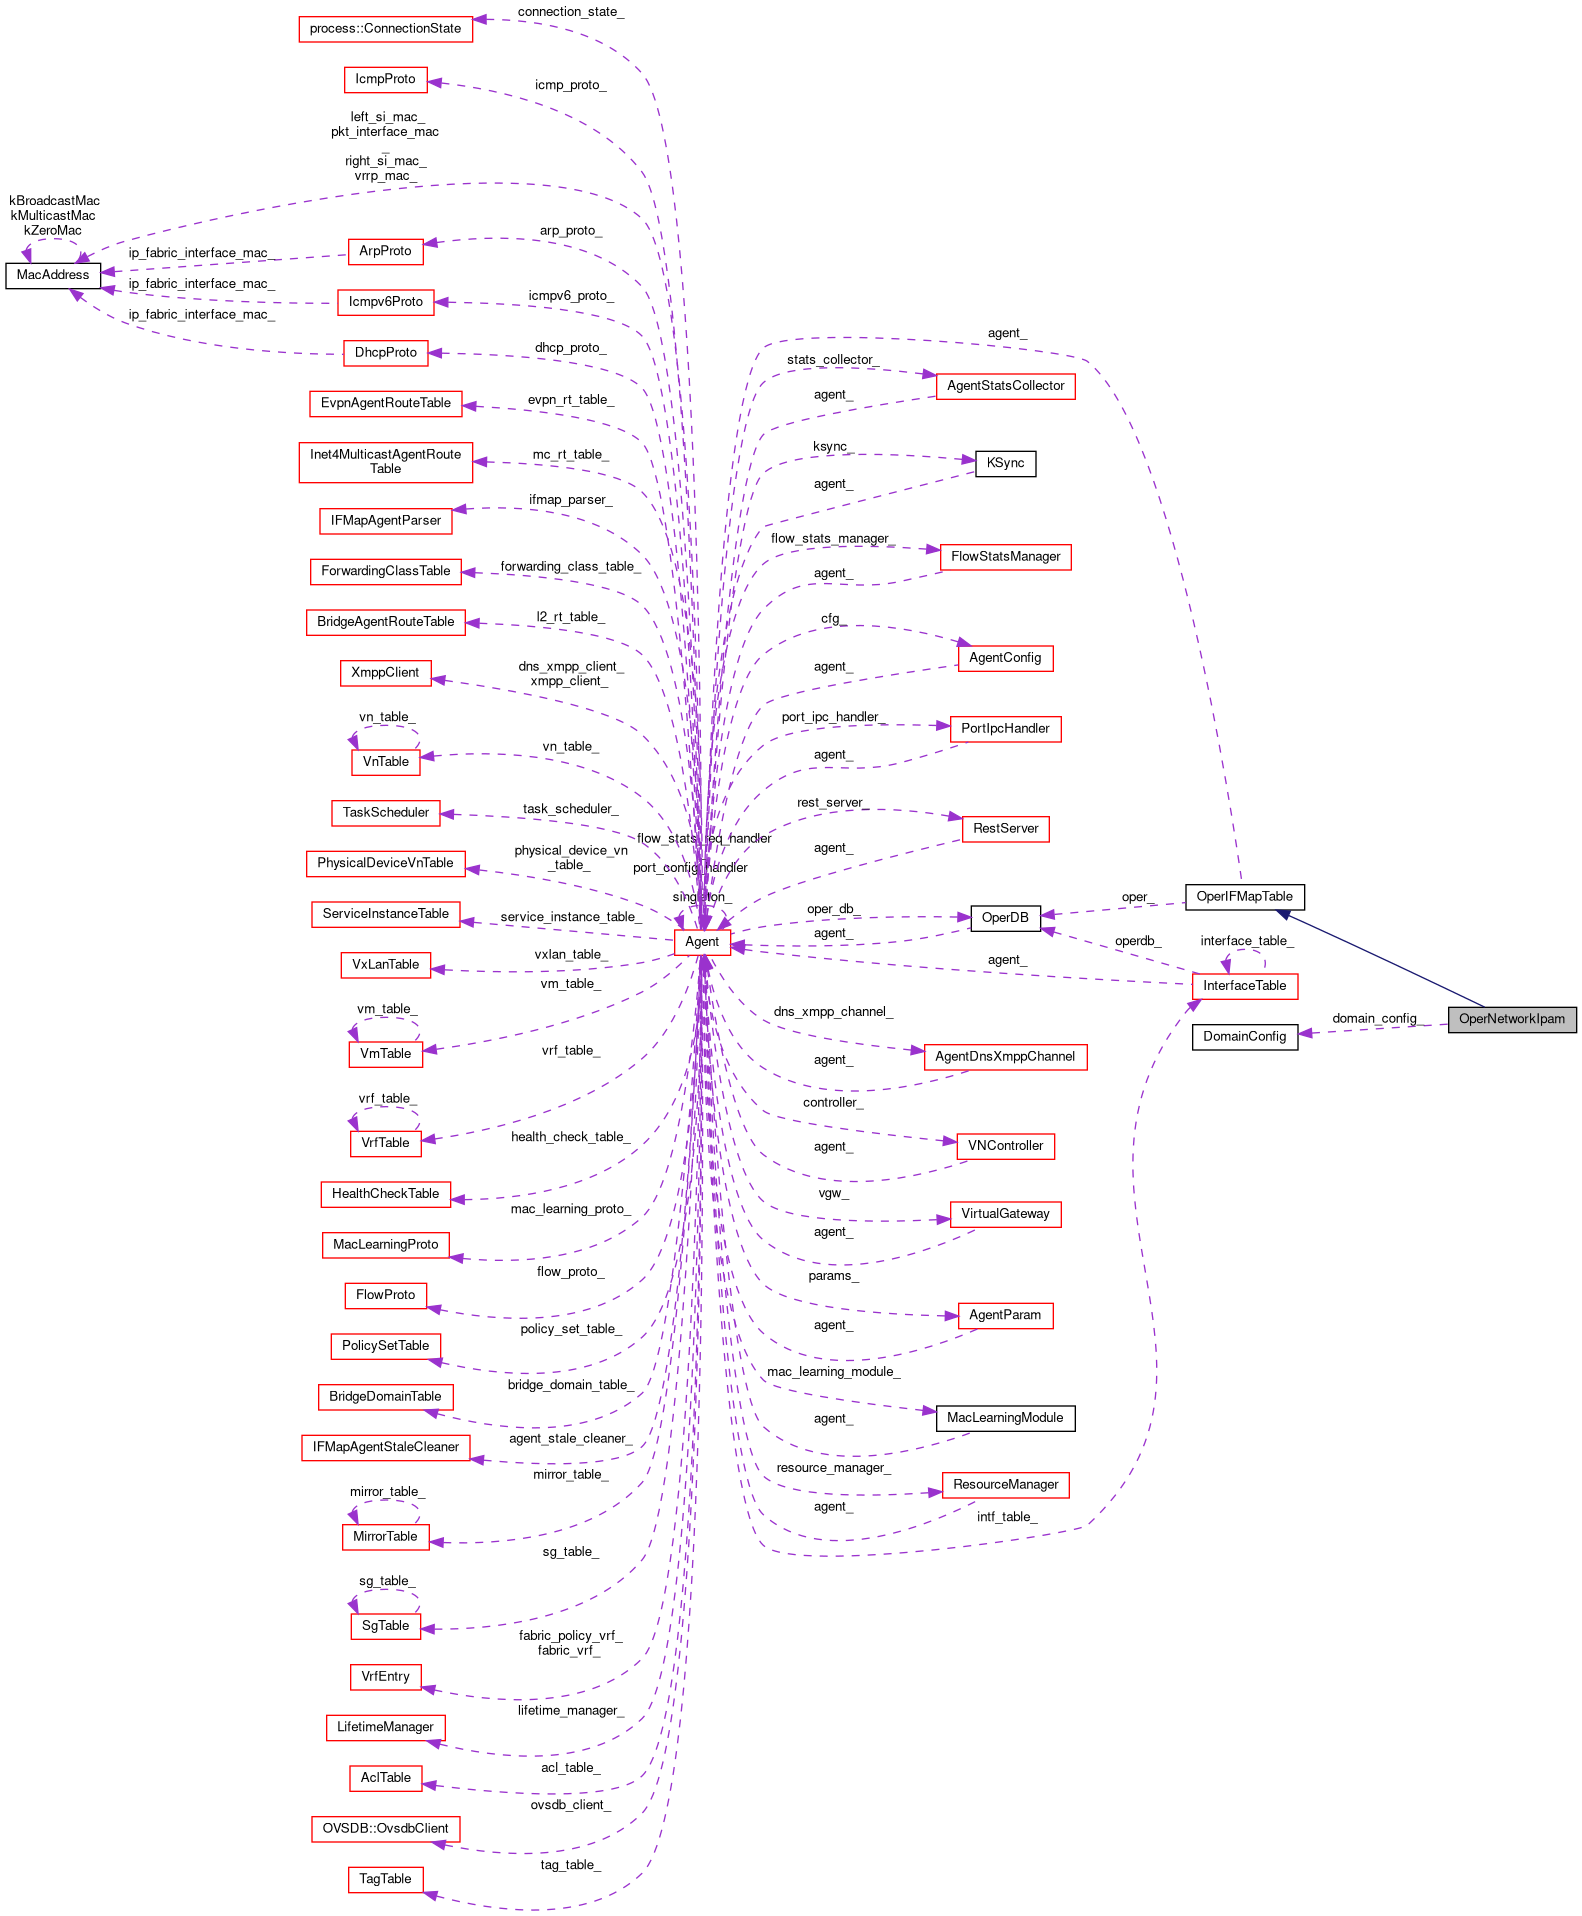 connection_state_
process::ConnectionState
IcmpProto
icmp_proto_
left_si_mac_
pkt_interface_mac
_
right_si_mac_
vrrp_mac_
kBroadcastMac
kMulticastMac
kZeroMac
MacAddress
ip_fabric_interface_mac_
ArpProto
arp_proto_
ip_fabric_interface_mac_
Icmpv6Proto
icmpv6_proto_
ip_fabric_interface_mac_
DhcpProto
dhcp_proto_
EvpnAgentRouteTable
evpn_rt_table_
Inet4MulticastAgentRoute
Table
mc_rt_table_
IFMapAgentParser
ifmap_parser_
ForwardingClassTable
forwarding_class_table_
BridgeAgentRouteTable
l2_rt_table_
XmppClient
dns_xmpp_client_
xmpp_client_
vn_table_
VnTable
vn_table_
TaskScheduler
task_scheduler_
PhysicalDeviceVnTable
physical_device_vn
_table_
ServiceInstanceTable
service_instance_table_
VxLanTable
vxlan_table_
vm_table_
VmTable
vm_table_
vrf_table_
VrfTable
vrf_table_
HealthCheckTable
health_check_table_
MacLearningProto
mac_learning_proto_
FlowProto
flow_proto_
PolicySetTable
policy_set_table_
BridgeDomainTable
bridge_domain_table_
IFMapAgentStaleCleaner
agent_stale_cleaner_
mirror_table_
MirrorTable
mirror_table_
sg_table_
SgTable
sg_table_
VrfEntry
fabric_policy_vrf_
fabric_vrf_
LifetimeManager
lifetime_manager_
AclTable
acl_table_
OVSDB::OvsdbClient
ovsdb_client_
TagTable
tag_table_
flow_stats_req_handler
port_config_handler
singleton_
Agent
agent_
stats_collector_
AgentStatsCollector
agent_
ksync_
KSync
agent_
flow_stats_manager_
FlowStatsManager
agent_
cfg_
AgentConfig
agent_
port_ipc_handler_
PortIpcHandler
agent_
rest_server_
RestServer
agent_
oper_db_
OperDB
agent_
oper_
OperIFMapTable
operdb_
interface_table_
InterfaceTable
agent_
domain_config_
DomainConfig
OperNetworkIpam
dns_xmpp_channel_
AgentDnsXmppChannel
agent_
controller_
VNController
agent_
vgw_
VirtualGateway
agent_
params_
AgentParam
agent_
mac_learning_module_
MacLearningModule
agent_
resource_manager_
ResourceManager
agent_
intf_table_